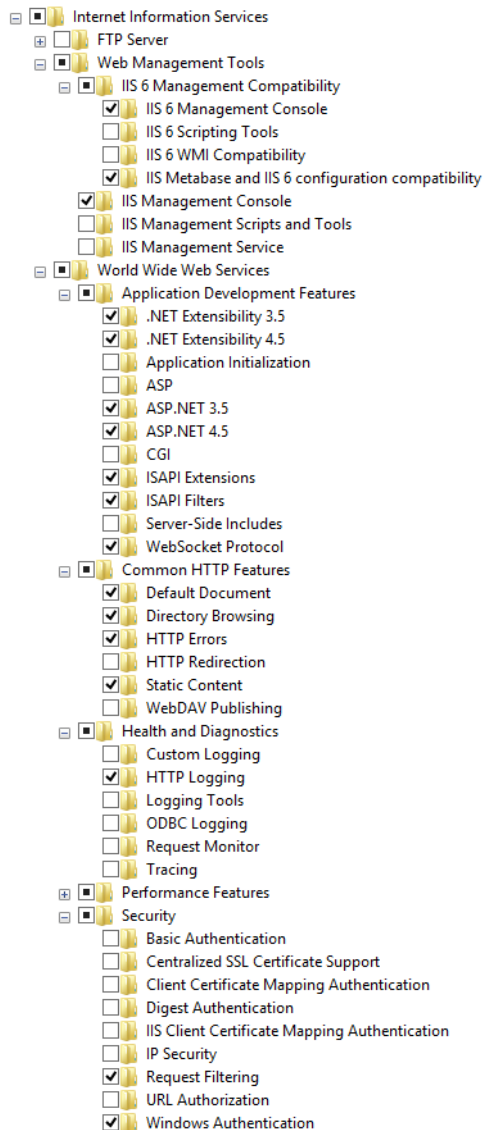 Internet Information Services
FTP Server
Web Management Tools
IIS 6 Management Compatibility
IIS 6 Management Console
IIS 6 Scripting Tools
IIS 6 WMI Compatibility
IIS Metabase and IIS 6 configuration compatibility
IIS Management Console
IIS Management Scripts and Tools
IIS Management Service
World Wide Web Services
Application Development Features
.NET Extensibility 3.5
.NET Extensibility 4.5
Application Initialization
ASP
ASP.NET 3.5
ASP.NET 4.5
CGI
ISAPI Extensions
ISAPI Filters
Server-Side Includes
WebSocket Protocol
Common HTTP Features
Default Document
Directory Browsing
HTTP Errors
HTTP Redirection
Static Content
WebDAV Publishing
Health and Diagnostics
Custom Logging
HTTP Logging
Logging Tools
ODBC Logging
Request Monitor
Tracing
Performance Features
Security
Basic Authentication
Centralized SSL Certificate Support
Client Certificate Mapping Authentication
Digest Authentication
IIS Client Certificate Mapping Authentication
IP Security
Request Filtering
URL Authorization
Windows Authentication